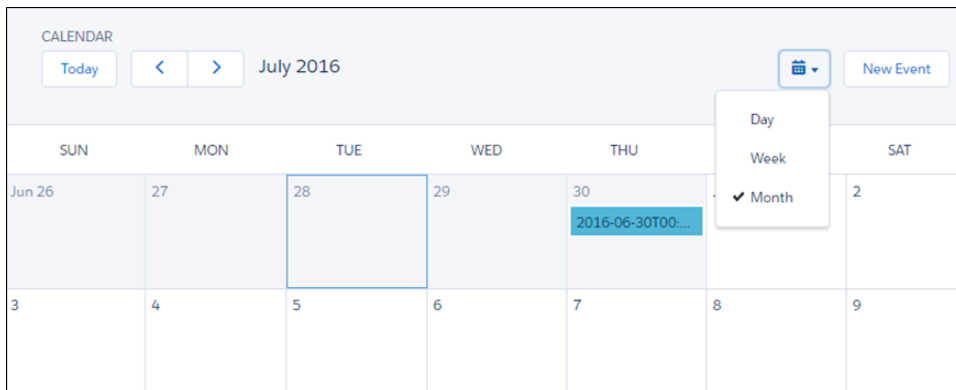 CALENDAR
Today July 2016 New Event
Day
Week
Month
SUN MON TUE WED THU SAT
Jun 26 27 28 29 30 2
2016-06-30T00:...
3 4 5 6 7 8 9